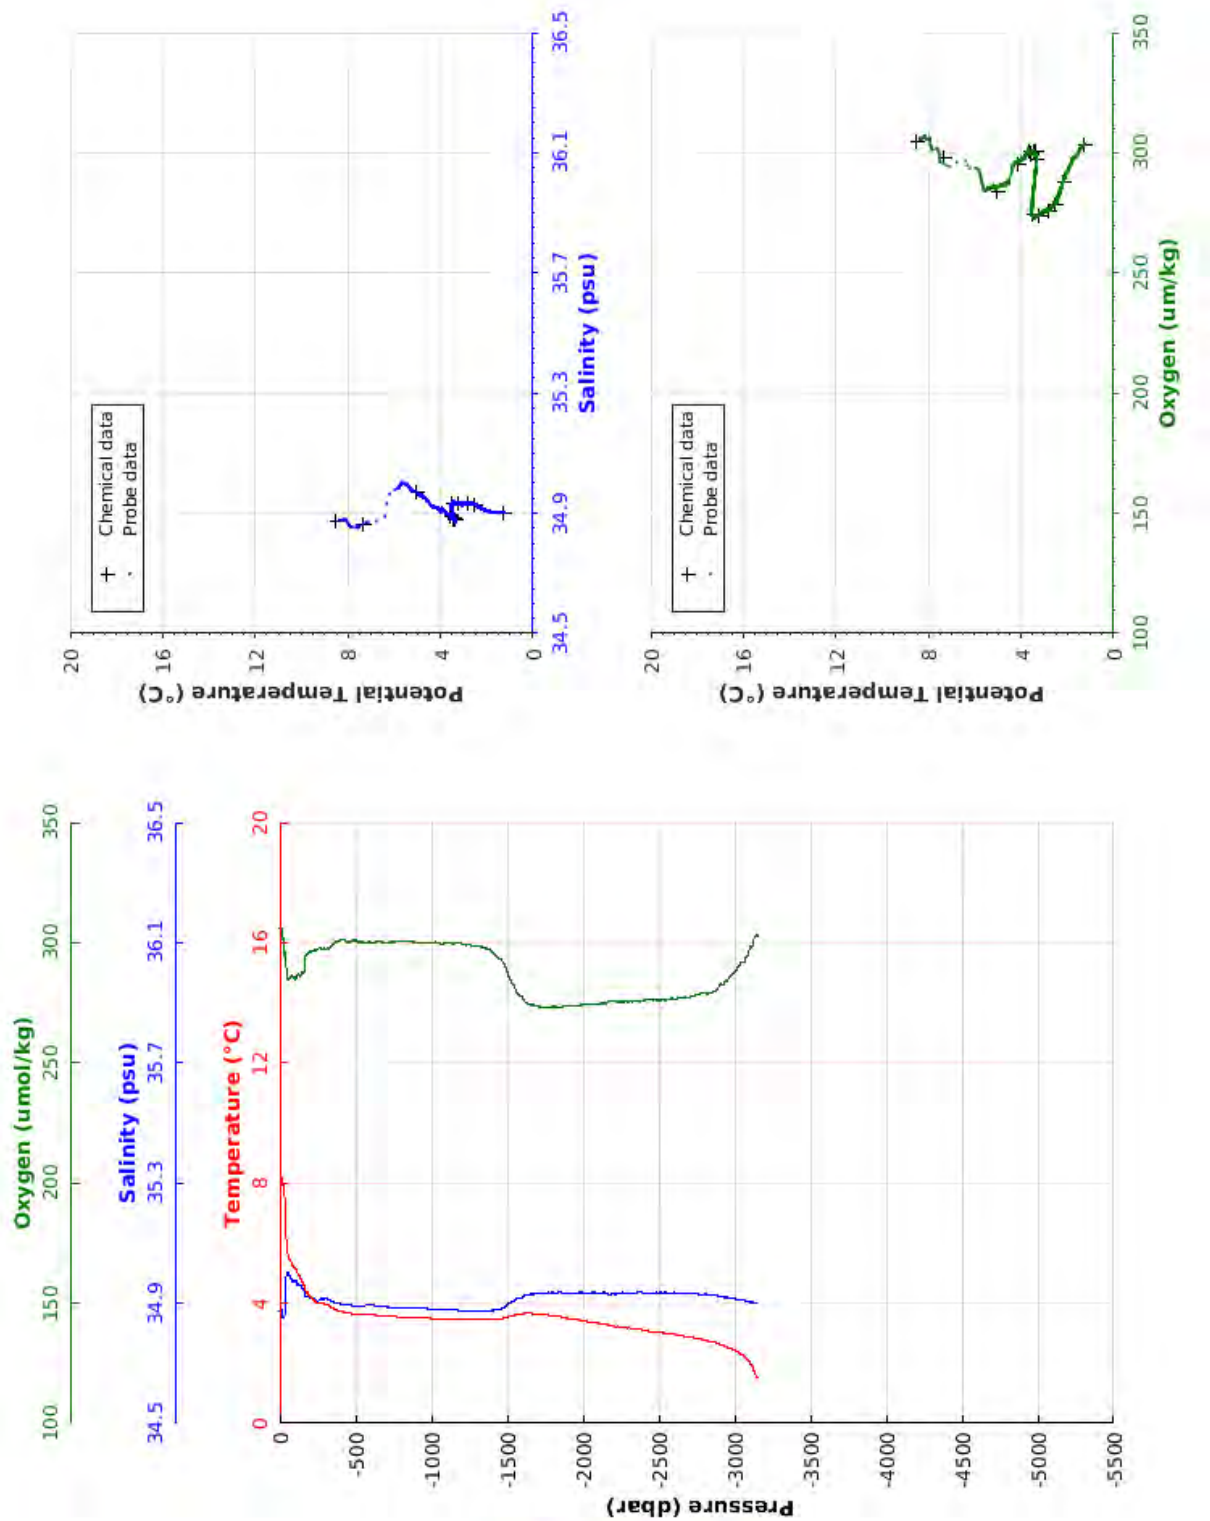 Oxygen (umol/kg)
100 150 200 250 300 350
Salinity (psu)
34.5 34.9 35.3 35.7 36.1 36.5
Temperature (°C)
0 4 8 12 16 20
Pressure (dbar)
0
-500
-1000
-1500
-2000
-2500
-3000
-3500
-4000
-4500
-5000
-5500
Potential Temperature (°C)
20
16
12
8
4
0
+ Chemical data
. Probe data
34.5 34.9 35.3 35.7 36.1 36.5
Salinity (psu)
Potential Temperature (°C)
20
16
12
8
4
0
+ Chemical data
. Probe data
100 150 200 250 300 350
Oxygen (um/kg)